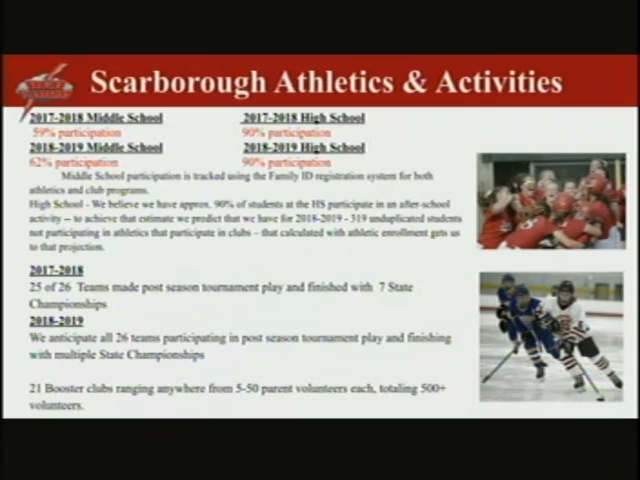 Scarborough Athletics & Activities
2017-2018 Middle School
59% participation
2018-2019 Middle School
62% participation
2017-2018 High School
90% participation
2018-2019 High School
90% participation
Middle School participation is tracked using the Family ID registration system for both
athletics and club programs.
High School - We believe we have approx. 90% of students at the HS participate in an after-school
activity -- to achieve that estimate we predict that we have for 2018-2019 - 319 unduplicated students
not participating in athletics that participate in clubs – that calculated with athletic enrollment gets us
to that projection.
2017-2018
25 of 26 Teams made post season tournament play and finished with 7 State
Championships
2018-2019
We anticipate all 26 teams participating in post season tournament play and finishing
with multiple State Championships
21 Booster clubs ranging anywhere from 5-50 parent volunteers each, totaling 500+
volunteers.